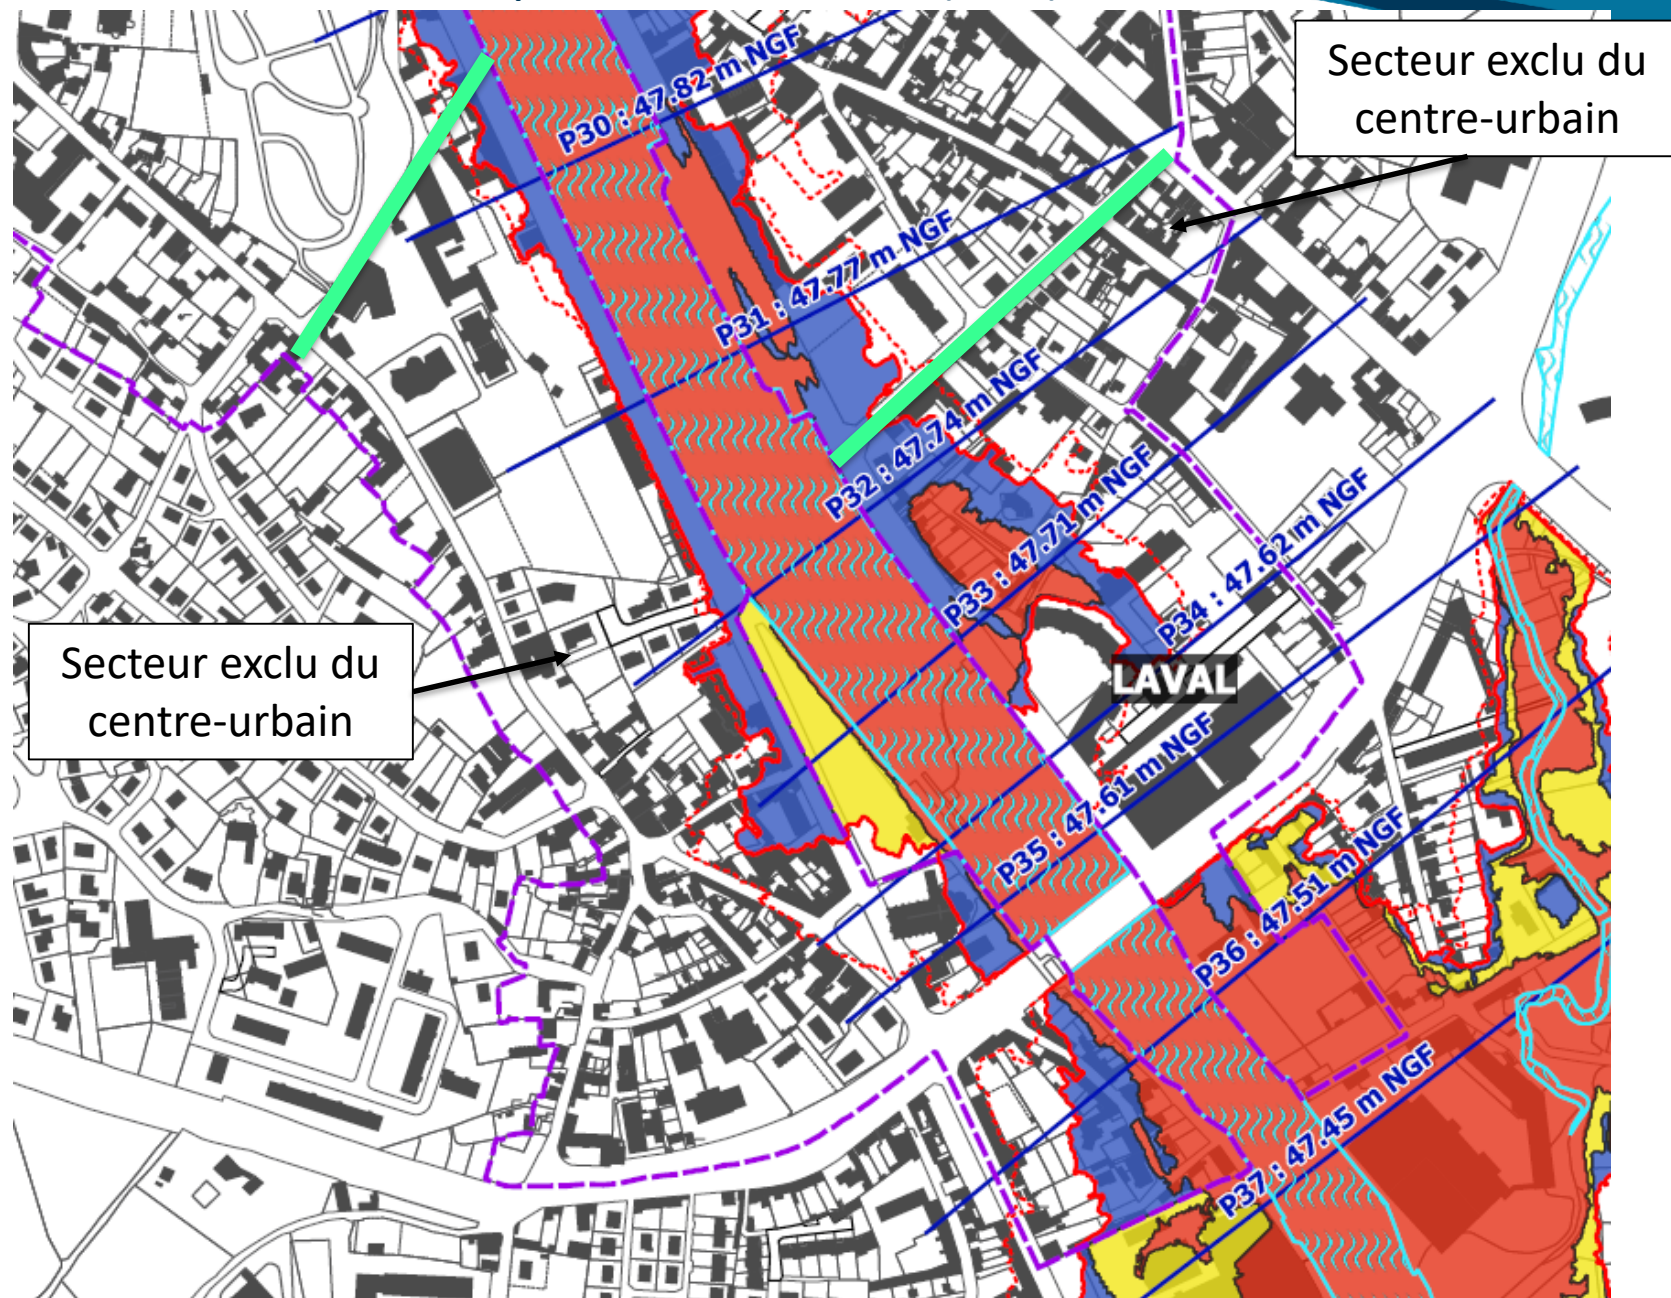 Secteur exclu du
centre-urbain
P30 : 47.82 m NGF
P31 : 47.77 m NGF
P32 : 47.74 m NGF
P33 : 47.71 m NGF
P34 : 47.62 m NGF
LAVAL
Secteur exclu du
centre-urbain
P35 : 47.61 m NGF
P36 : 47.51 m NGF
P37 : 47.45 m NGF